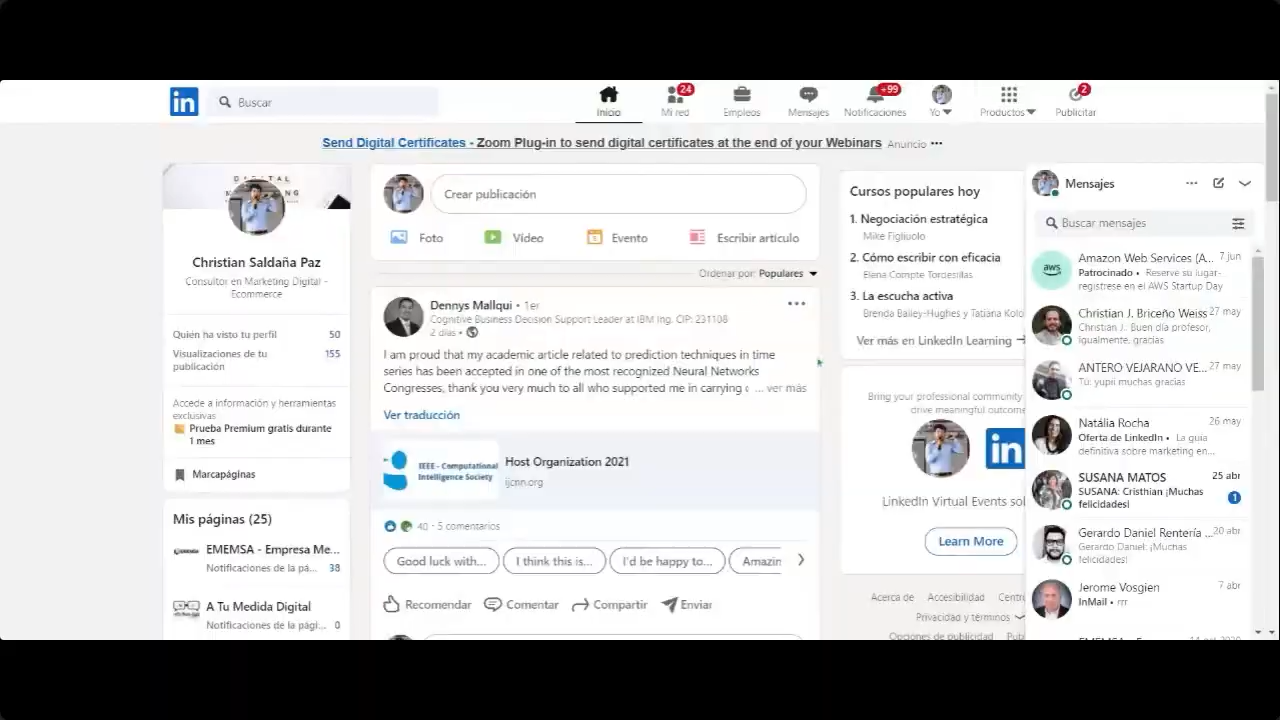 in
Buscar
24
+99
2
Inicio
Mi red
Empleos
Mensajes
Notificaciones
Yo
Productos
Publicitar
Send Digital Certificates - Zoom Plug-in to send digital certificates at the end of your Webinars Anuncio •••
DIGITAL
Christian Saldaña Paz
Consultor en Marketing Digital -
Ecommerce
Quién ha visto tu perfil 50
Visualizaciones de tu 155
publicación
Accede a información y herramientas
exclusivas
Prueba Premium gratis durante
1 mes
Marcapáginas
Mis páginas (25)
EMEMSA - Empresa Me...
Notificaciones de la pá... 38
A Tu Medida Digital
Notificaciones de la pági... 0
Crear publicación
Foto
Vídeo
Evento
Escribir artículo
Ordenar por: Populares
Dennys Mallqui • 1er
Cognitive Business Decision Support Leader at IBM Ing. CIP: 231108
2 días •
I am proud that my academic article related to prediction techniques in time
series has been accepted in one of the most recognized Neural Networks
Congresses, thank you very much to all who supported me in carrying c ... ver más
Ver traducción
IEEE - Computational
Intelligence Society
Host Organization 2021
ijcnn.org
40 · 5 comentarios
Good luck with...
I think this is...
I'd be happy to...
Amazin
Recomendar
Comentar
Compartir
Enviar
Cursos populares hoy
1. Negociación estratégica
Mike Figliuolo
2. Cómo escribir con eficacia
Elena Compte Tordesillas
3. La escucha activa
Brenda Bailey-Hughes y Tatiana Kolo
Ver más en LinkedIn Learning →
Bring your professional community
drive meaningful outcome
in
LinkedIn Virtual Events sol
Learn More
Acerca de
Accesibilidad
Centr
Privacidad y términos
Opciones de publicidad
Pub
Mensajes
Buscar mensajes
Amazon Web Services (A... 7 jun
aws
Patrocinado • Reserve su lugar-
regístrese en el AWS Startup Day
Christian J. Briceño Weiss 27 may
Christian J.: Buen día profesor,
Igualmente, gracias
ANTERO VEJARANO VE... 27 may
Tú: yupii muchas gracias
Natália Rocha 26 may
Oferta de LinkedIn • La guía
definitiva sobre marketing en...
SUSANA MATOS 25 abr
SUSANA: Cristhian ¡Muchas
felicidades! 1
Gerardo Daniel Rentería ... 20 abr
Gerardo Daniel: ¡Muchas
felicidades!
Jerome Vosgien 7 abr
InMail • rrr